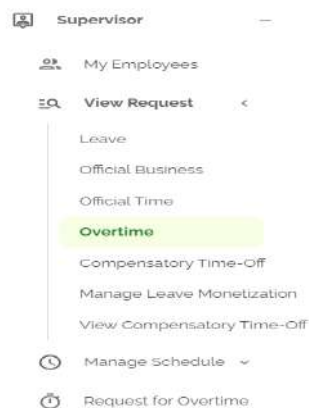 Supervisor
My Employees
View Request
Leave
Official Business
Official Time
Overtime
Compensatory Time-Off
Manage Leave Monetization
View Compensatory Time-Off
Manage Schedule
Request for Overtime